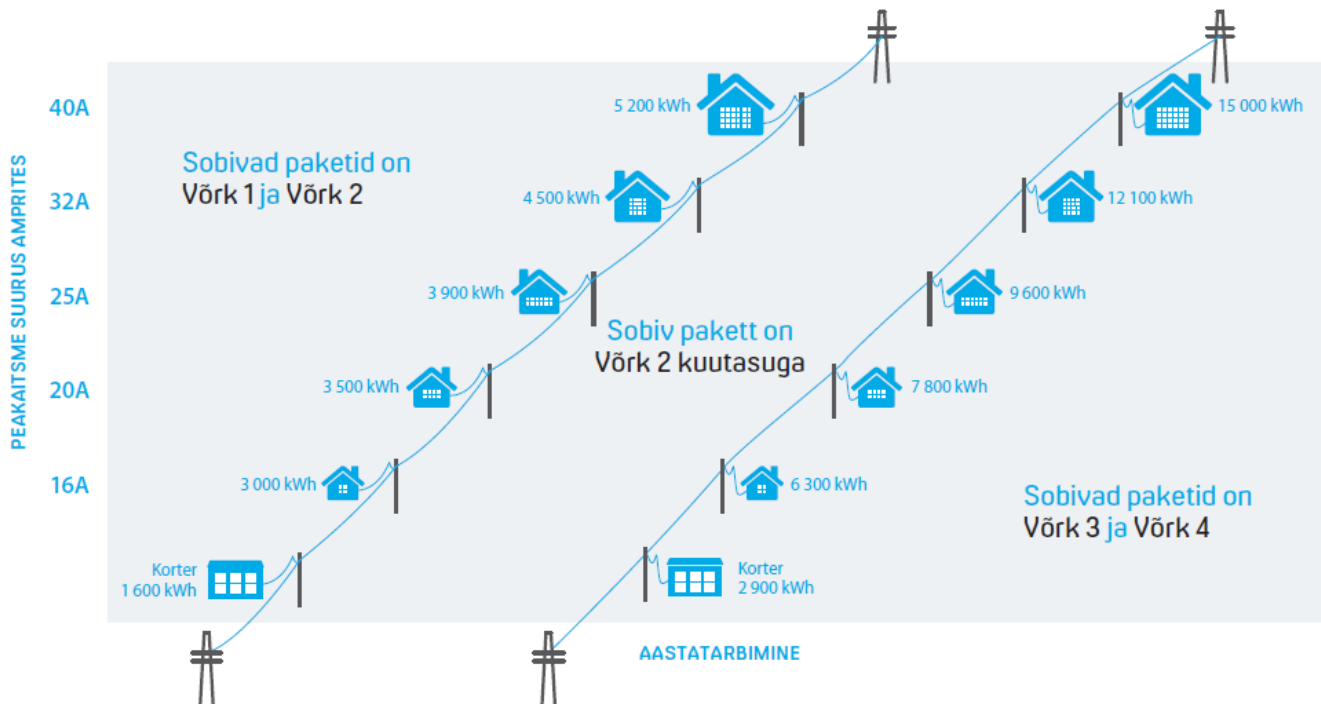 40A
5 200 kWh
15 000 kWh
Sobivad paketid on
Võrk 1 ja Võrk 2
32A
4 500 kWh
12 100 kWh
PEAKAITSME SUURUS AMPRITES
25A
3 900 kWh
9 600 kWh
Sobiv pakett on
Võrk 2 kuutasuga
20A
3 500 kWh
7 800 kWh
16A
3 000 kWh
6 300 kWh
Sobivad paketid on
Võrk 3 ja Võrk 4
Korter
1 600 kWh
Korter
2 900 kWh
AASTATARBIMINE